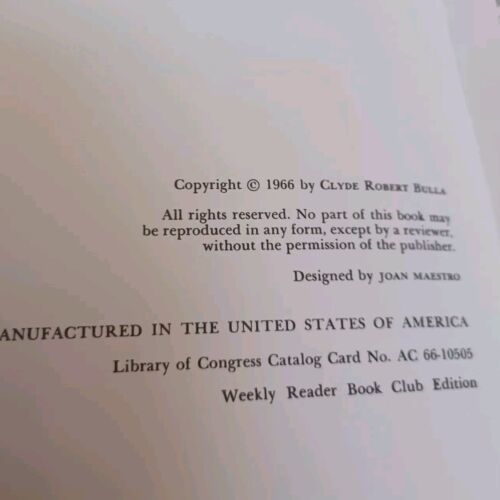 Copyright © 1966 by CLYDE ROBERT BULLA
All rights reserved. No part of this book may
be reproduced in any form, except by a reviewer,
without the permission of the publisher.
Designed by JOAN MAESTRO
ANUFACTURED IN THE UNITED STATES OF AMERICA
Library of Congress Catalog Card No. AC 66-10505
Weekly Reader Book Club Edition